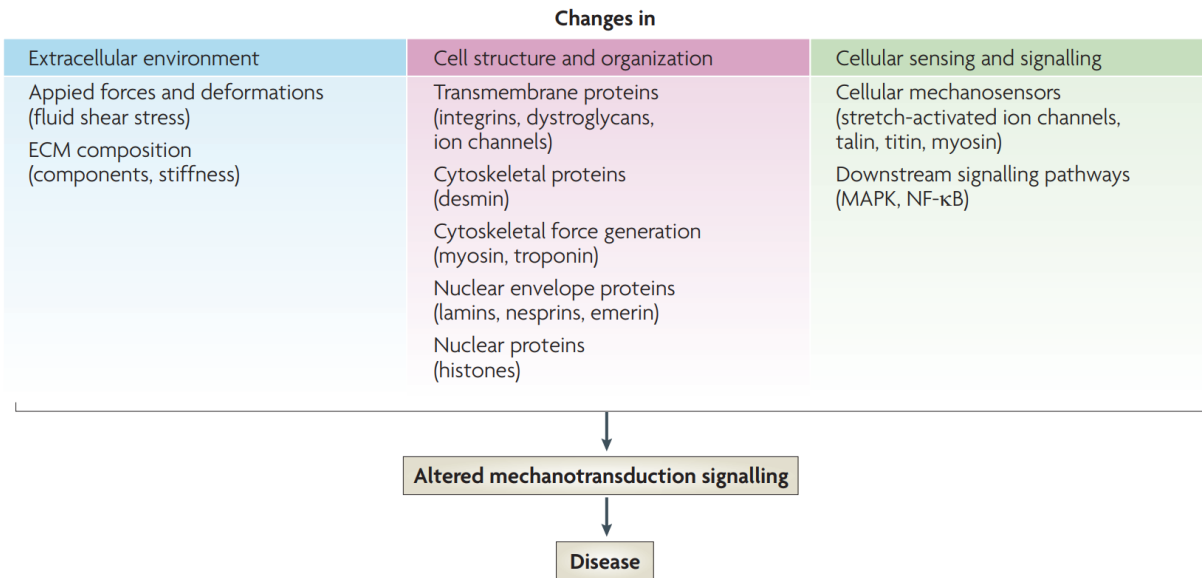 Changes in
Extracellular environment
Appied forces and deformations
(fluid shear stress)
ECM composition
(components, stiffness)
Cell structure and organization
Transmembrane proteins
(integrins, dystroglycans,
ion channels)
Cytoskeletal proteins
(desmin)
Cytoskeletal force generation
(myosin, troponin)
Nuclear envelope proteins
(lamins, nesprins, emerin)
Nuclear proteins
(histones)
Cellular sensing and signalling
Cellular mechanosensors
(stretch-activated ion channels,
talin, titin, myosin)
Downstream signalling pathways
(MAPK, NF-κB)
Altered mechanotransduction signalling
Disease